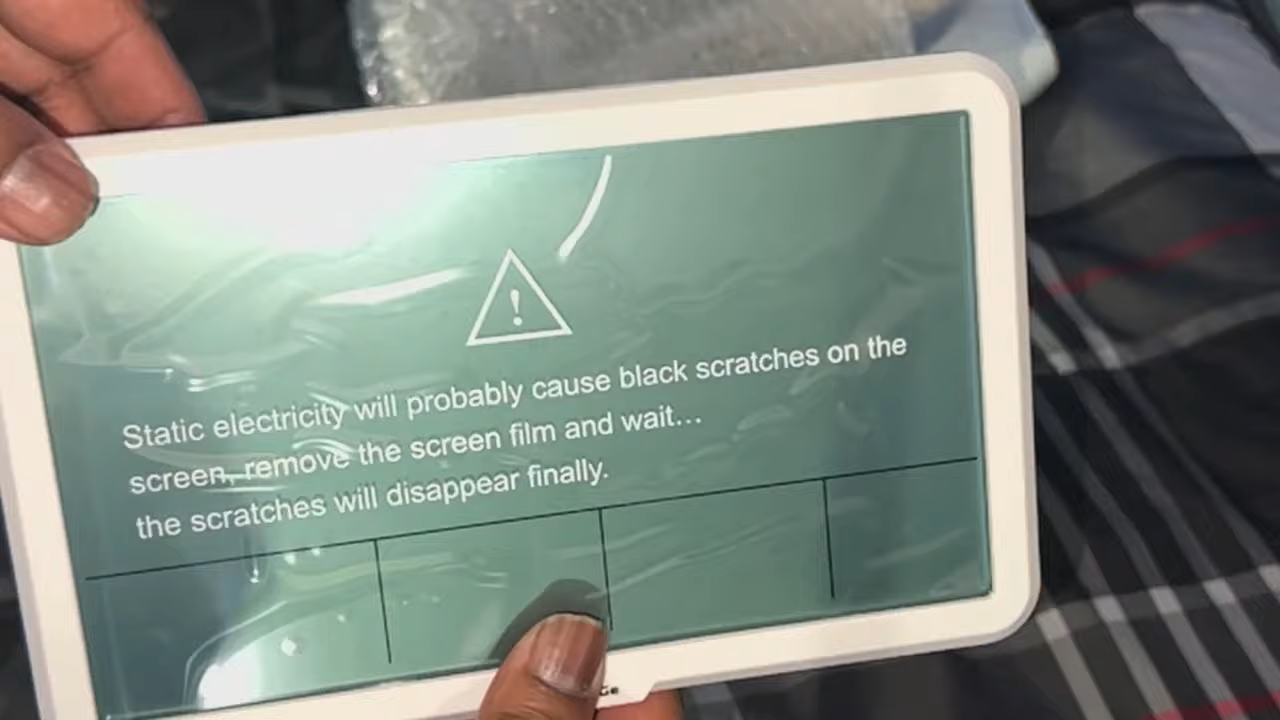 !
Static electricity will probably cause black scratches on the
screen, remove the screen film and wait...
the scratches will disappear finally.